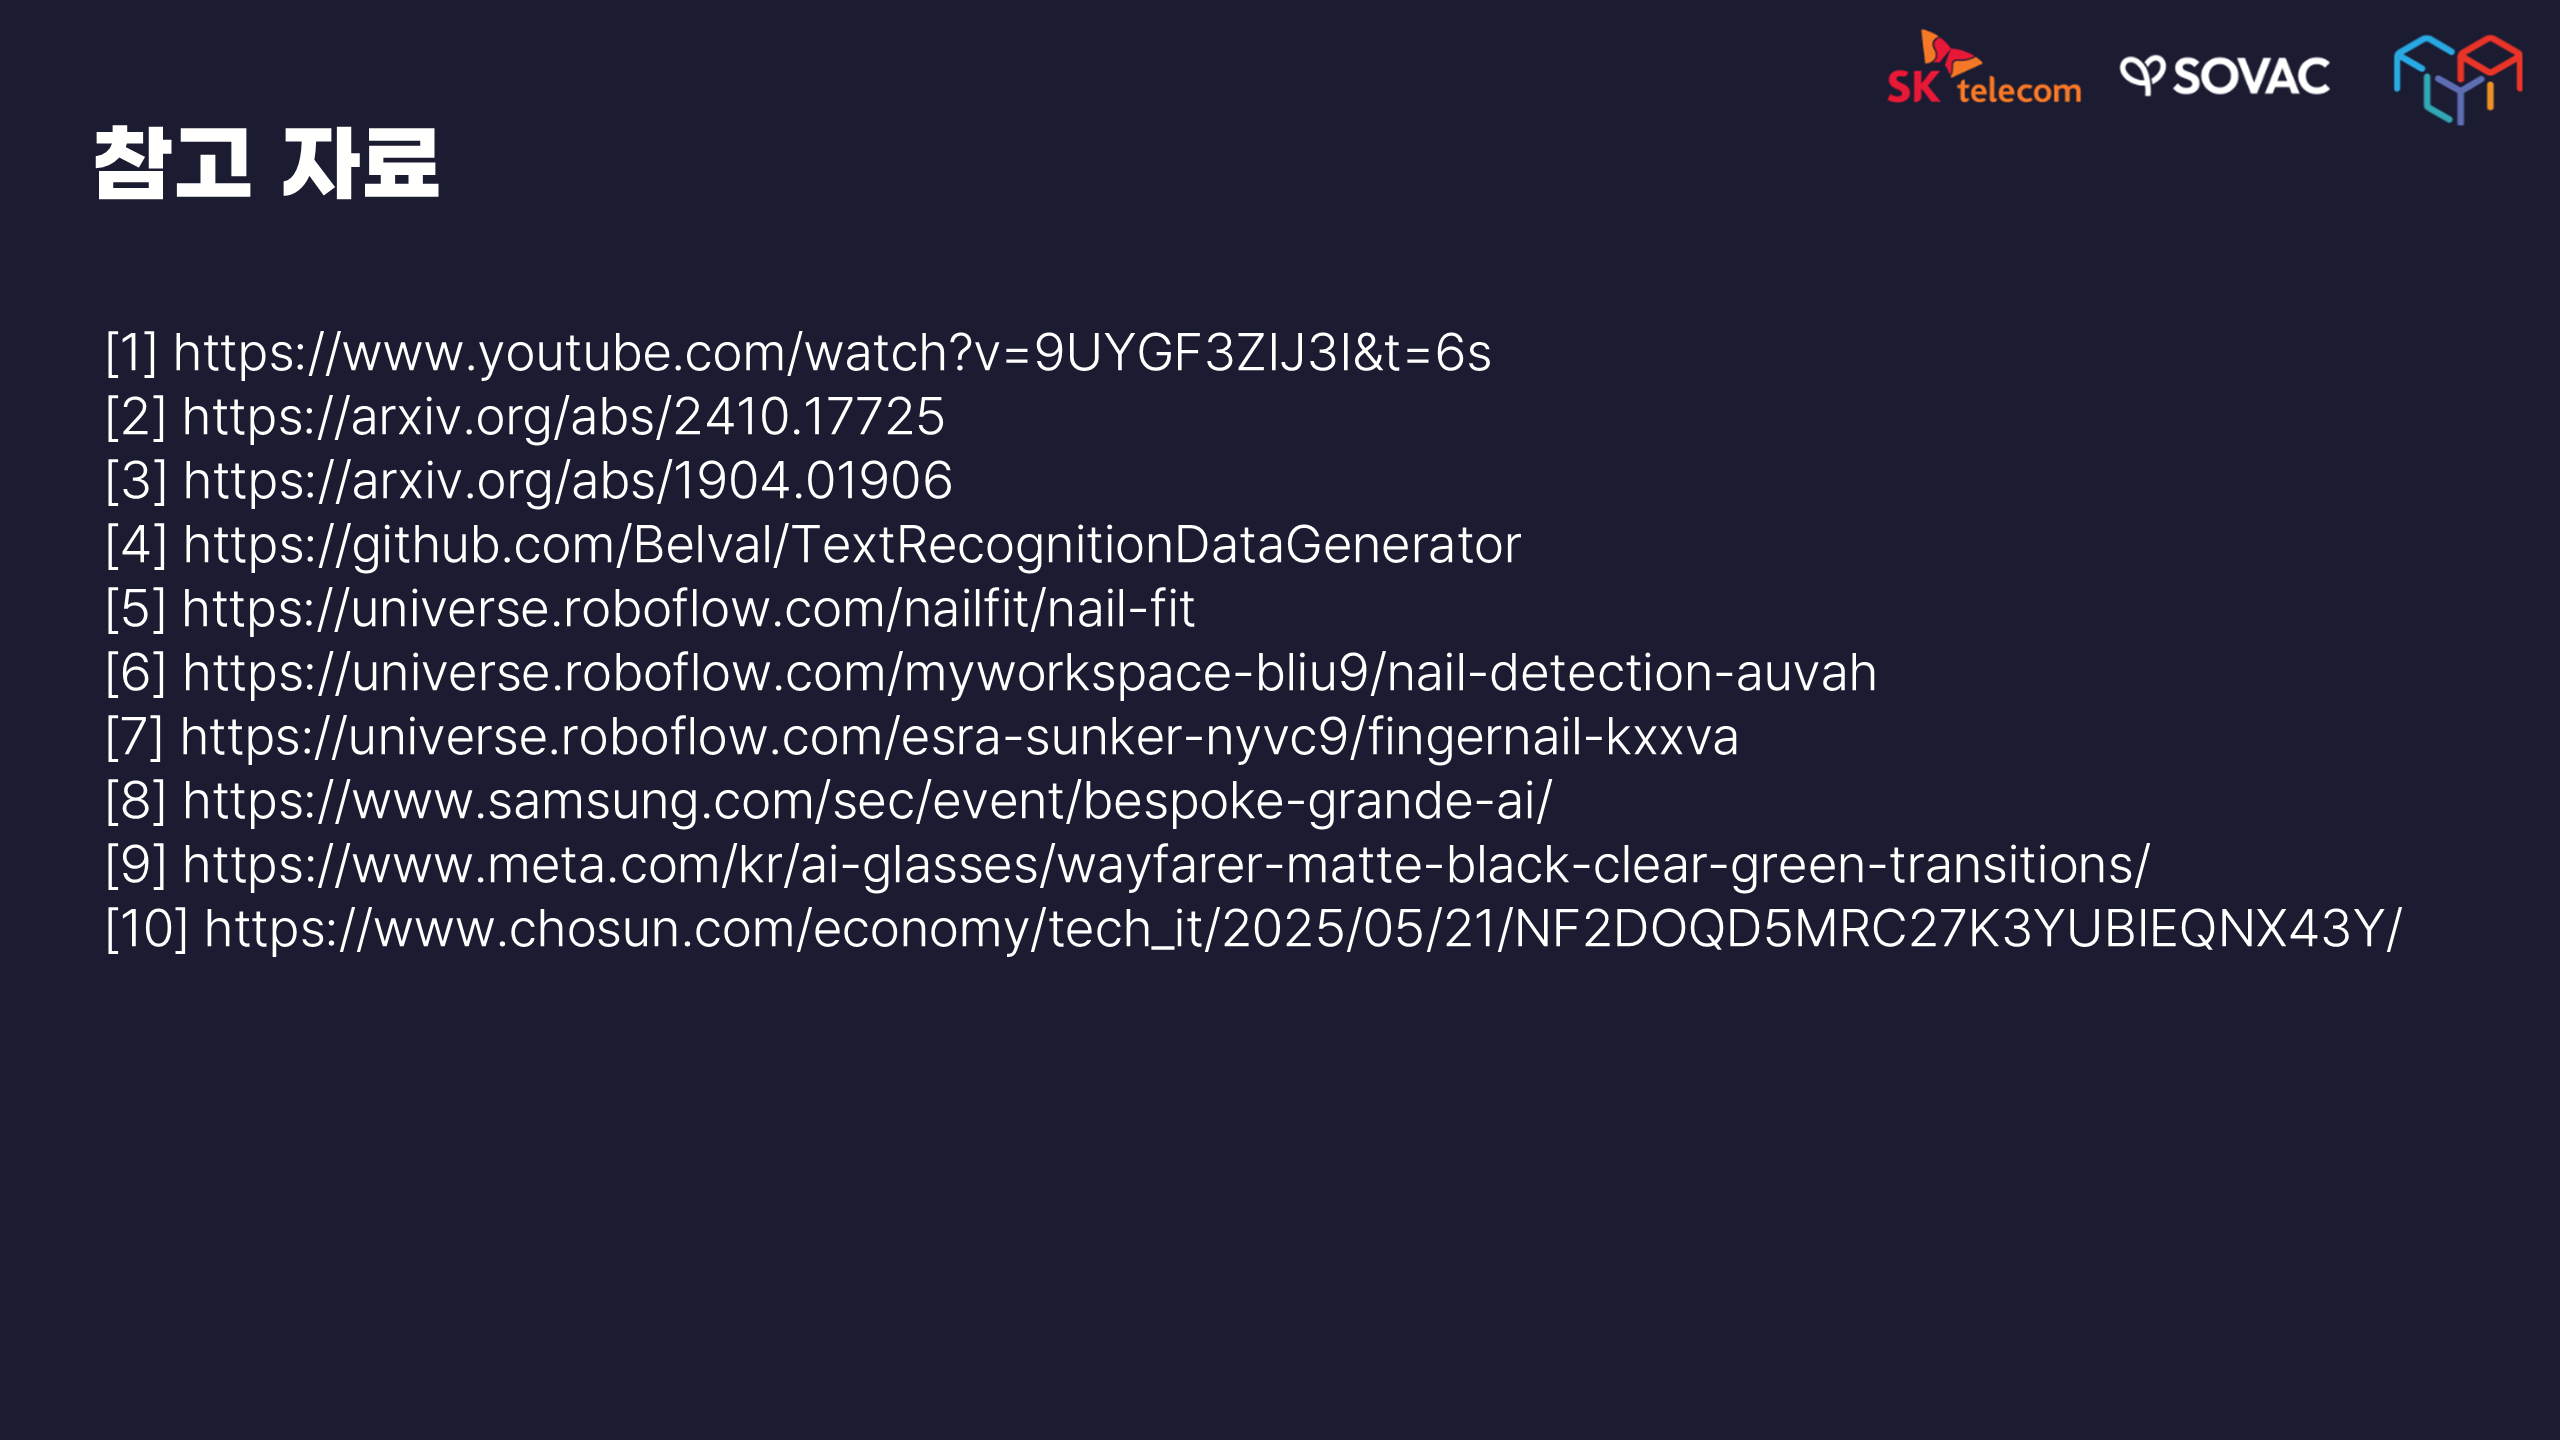 SK telecom
SOVAC
참고 자료
[1] https://www.youtube.com/watch?v=9UYGF3ZIJ3I&t=6s
[2] https://arxiv.org/abs/2410.17725
[3] https://arxiv.org/abs/1904.01906
[4] https://github.com/Belval/TextRecognitionDataGenerator
[5] https://universe.roboflow.com/nailfit/nail-fit
[6] https://universe.roboflow.com/myworkspace-bliu9/nail-detection-auvah
[7] https://universe.roboflow.com/esra-sunker-nyvc9/fingernail-kxxva
[8] https://www.samsung.com/sec/event/bespoke-grande-ai/
[9] https://www.meta.com/kr/ai-glasses/wayfarer-matte-black-clear-green-transitions/
[10] https://www.chosun.com/economy/tech_it/2025/05/21/NF2DOQD5MRC27K3YUBIEQNX43Y/